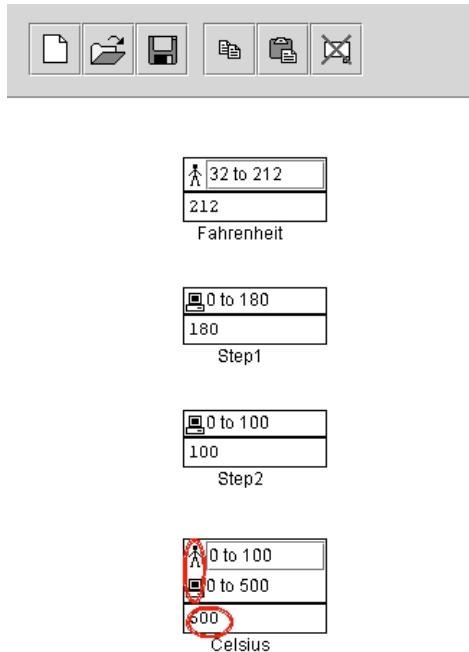 32 to 212
212
Fahrenheit
0 to 180
180
Step1
0 to 100
100
Step2
0 to 100
0 to 500
500
Celsius